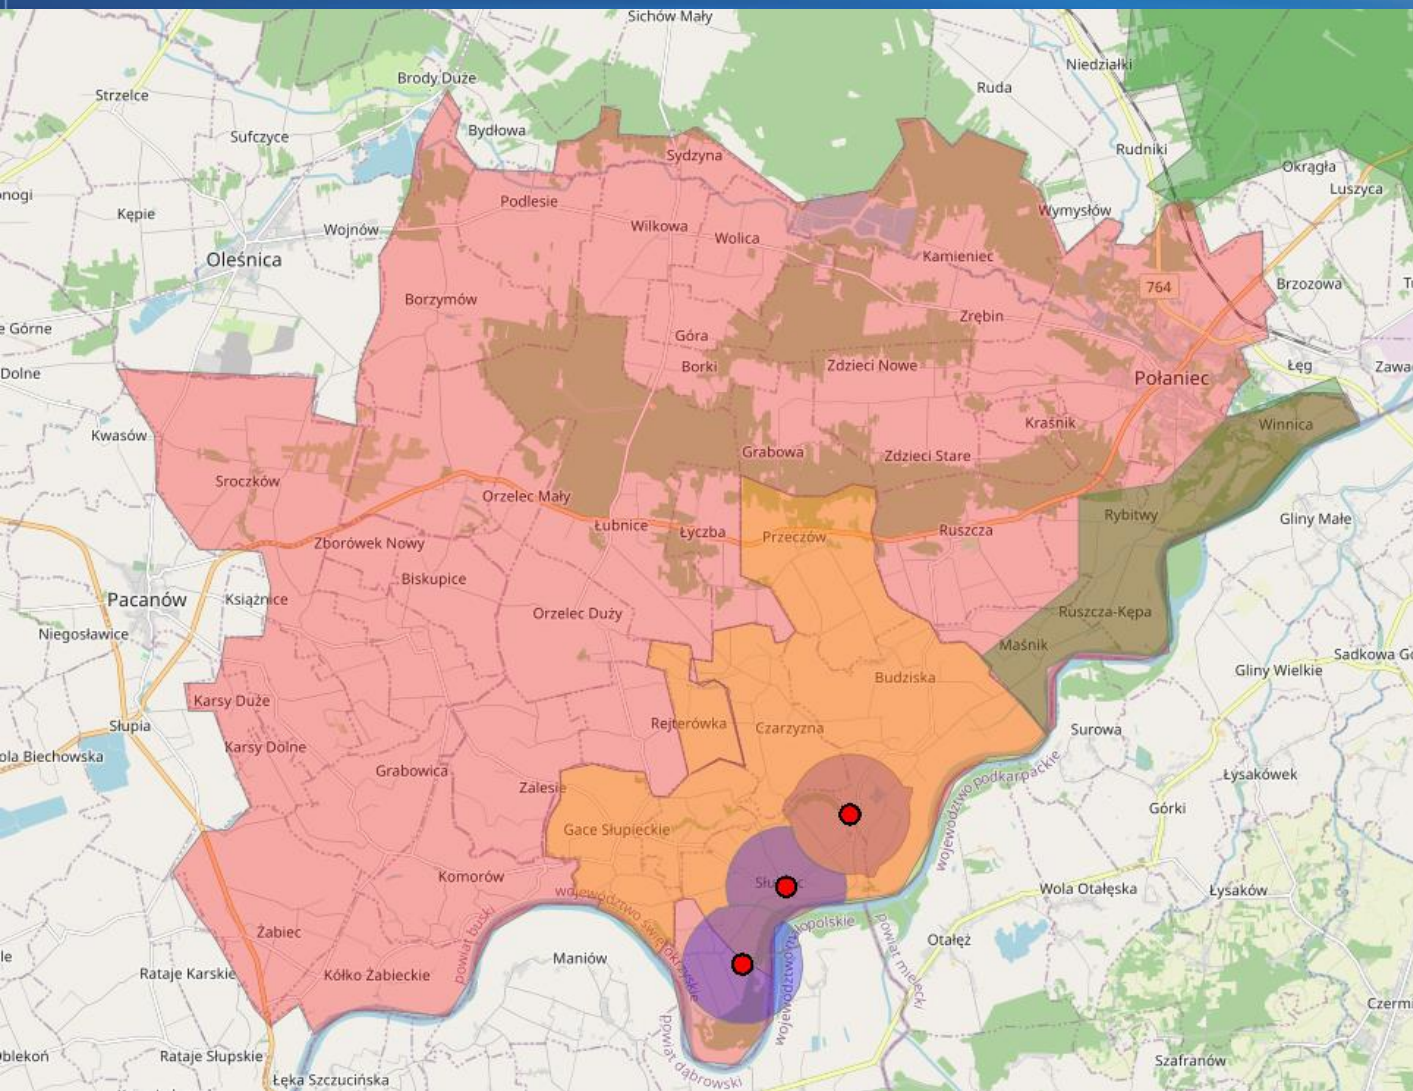 Sichów Mały
Niedziałki
Brody Duże
Strzelce
Ruda
Sufczyce
Bydłowa
Rudniki
Sydzyna
Okrągła
Luszyca
Podlesie
Kępie
Wymysłów
Wojnów
Wilkowa
Wolica
Oleśnica
Kamieniec
764
Brzozowa
Borzymów
Zrębin
Górne
Góra
Borki
Zdzieci Nowe
Łęg
Dolne
Połaniec
Kwasów
Kraśnik
Winnica
Grabowa
Zdzieci Stare
Sroczków
Orzelec Mały
Rybitwy
Gliny Małe
Łubnice
Łyczba
Przeczów
Ruszcza
Zborówek Nowy
Biskupice
Pacanów
Książnice
Orzelec Duży
Ruszcza-Kępa
Niegosławice
Maśnik
Sadkowa
Gliny Wielkie
Budziska
Karsy Duże
Słupia
Rejterówka
Czarzyzna
Surowa
Karsy Dolne
Biechowska
Grabowica
Łysakówek
Zalesie
województwo podkarpackie
Górki
Gace Słupieckie
Komorów
Wola Otałęska
Łysaków
województwo świętokrzyskie
powiat buski
powiat mielecki
Żabiec
Otałęż
Maniów
Rataje Karskie
Kółko Żabieckie
województwo
powiat dąbrowski
Rataje Słupskie
Szafranów
Łęka Szczucińska